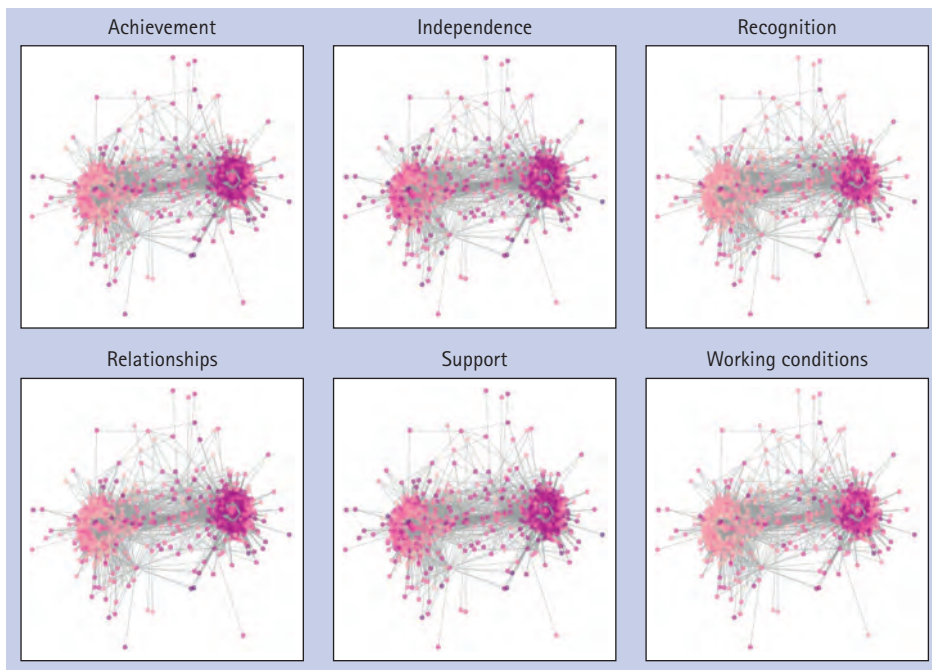 Achievement
Independence
Recognition
Relationships
Support
Working conditions